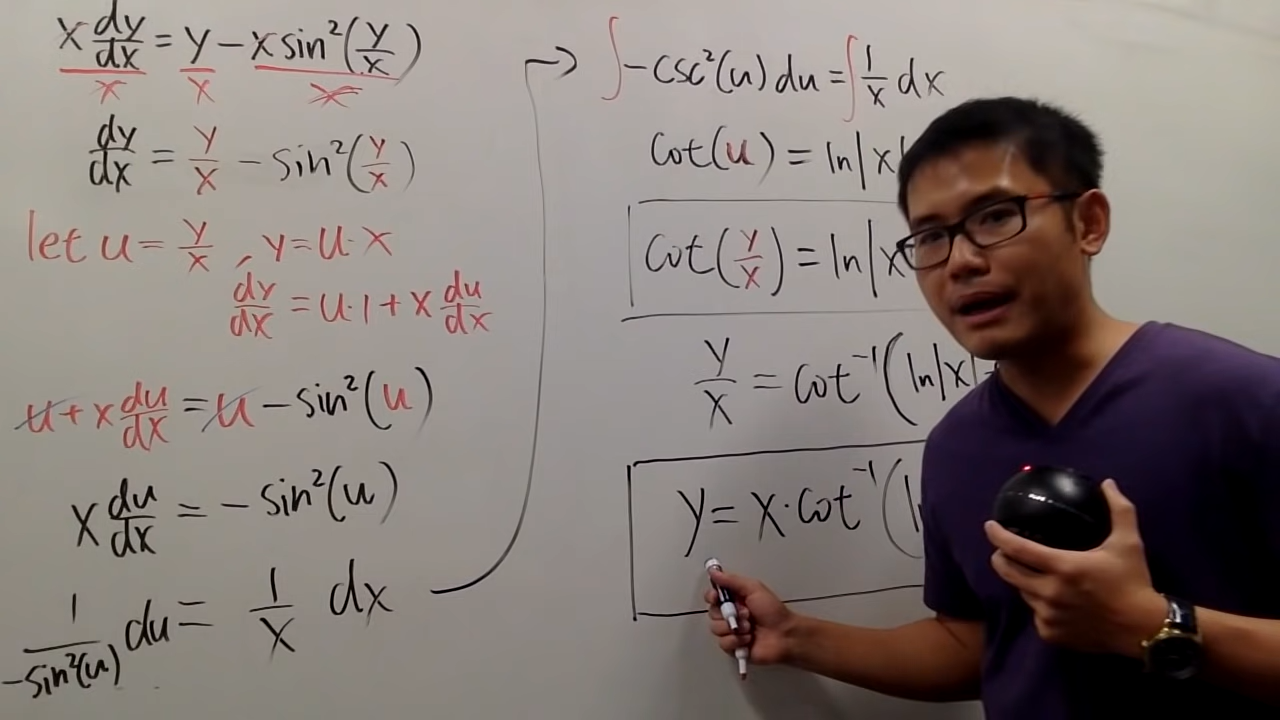 x dy/dx = y - x sin²(y/x)
x x x
dy/dx = y/x - sin²(y/x)
let u = y/x, y = u·x
dy/dx = u·1 + x du/dx
u + x du/dx = u - sin²(u)
x du/dx = -sin²(u)
1/-sin²(u) du = 1/x dx
→ ∫ -csc²(u) du = ∫ 1/x dx
cot(u) = ln|x|
cot(y/x) = ln|x
y/x = cot⁻¹(ln|x|
y = x·cot⁻¹(l